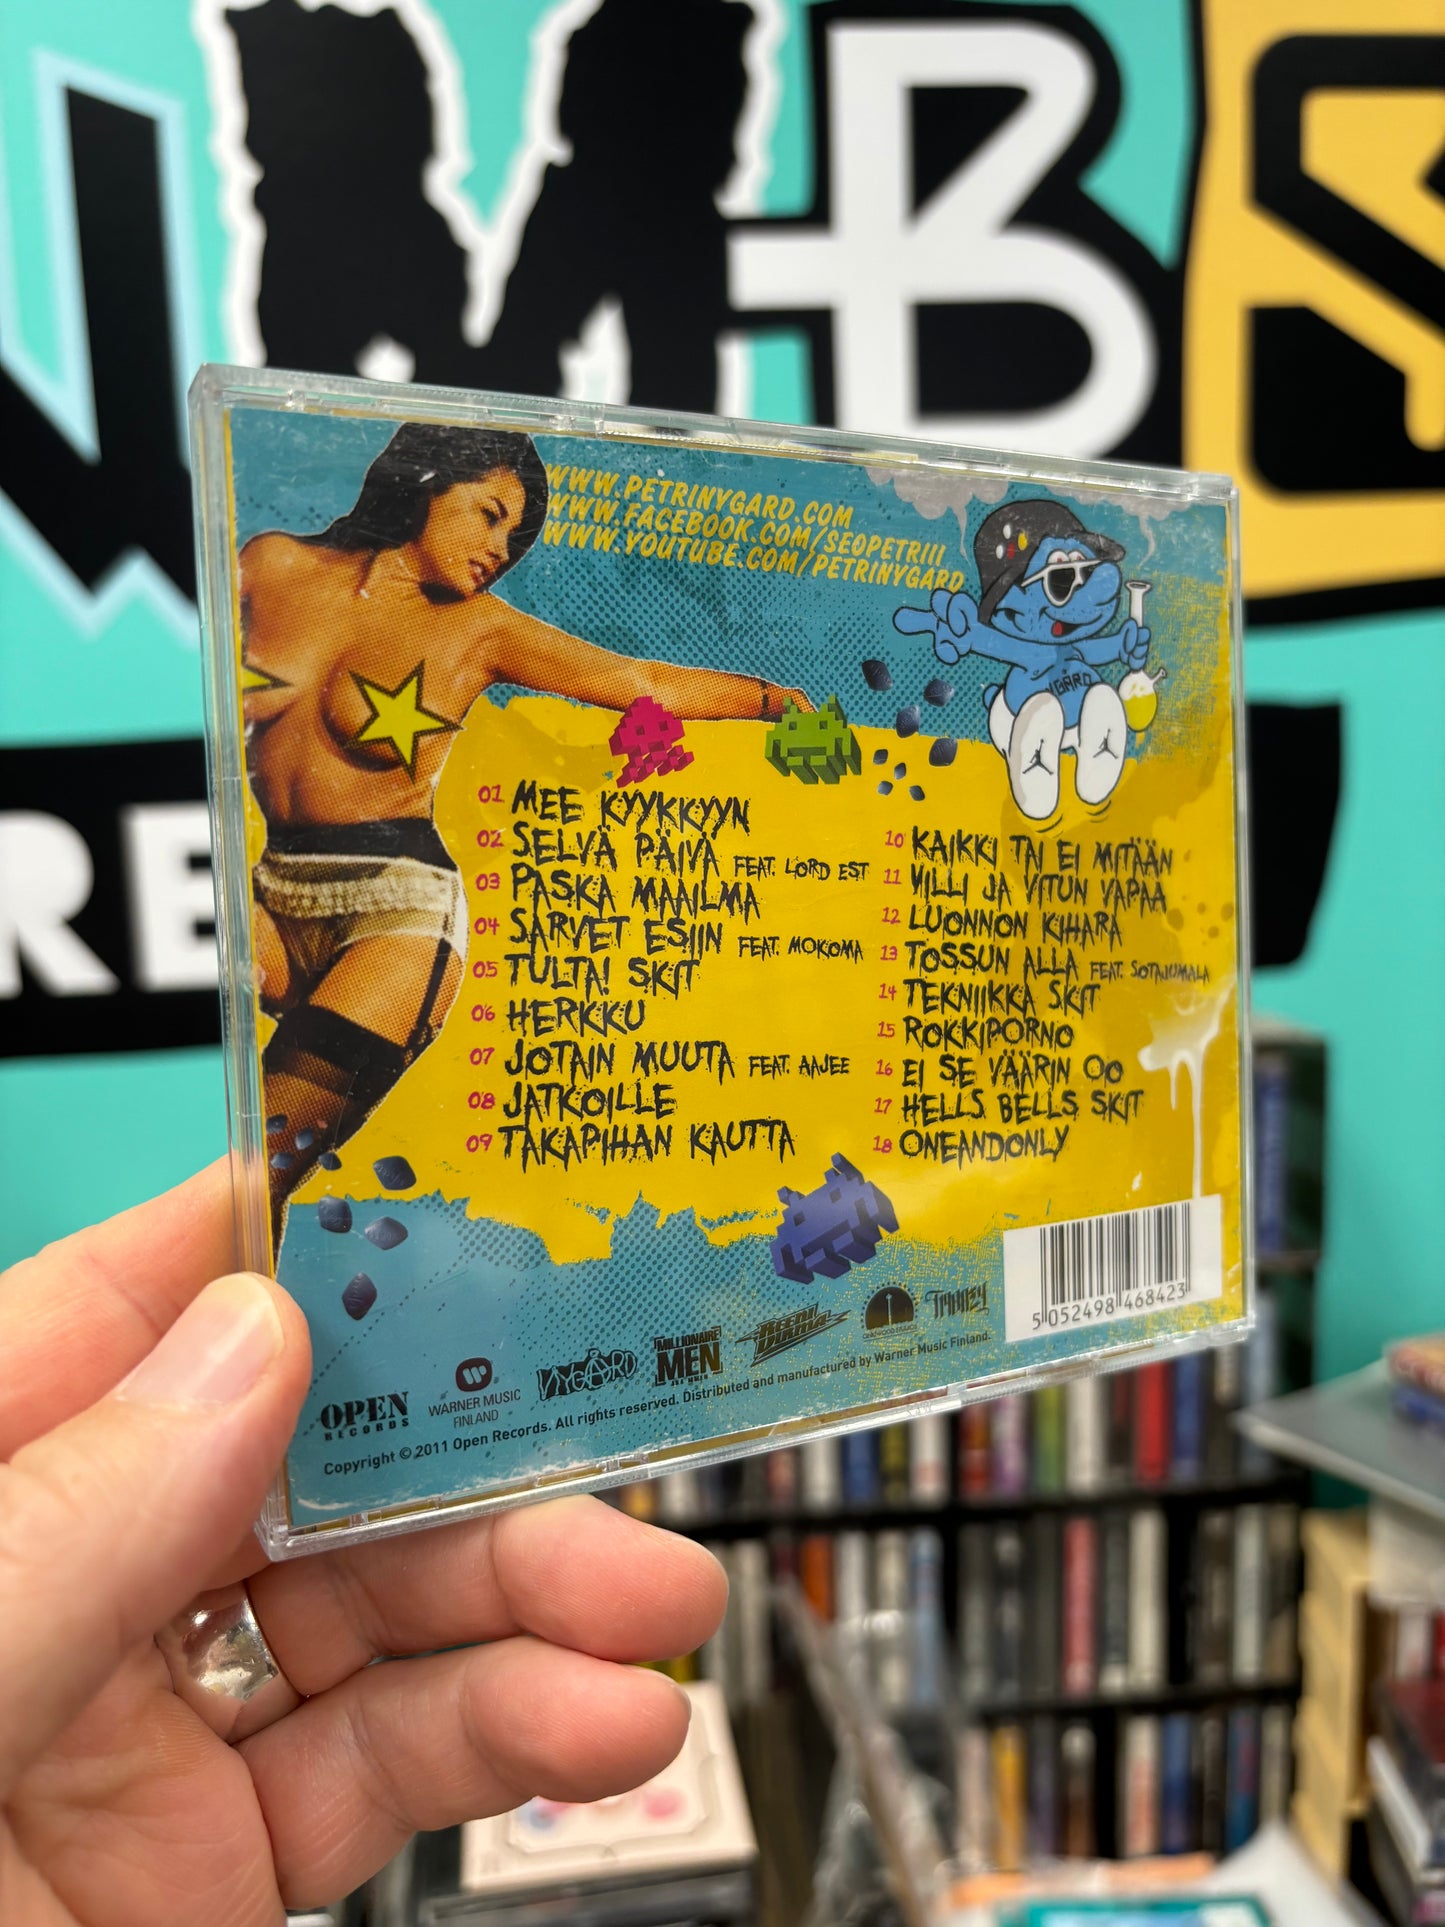 WMBS
RE
WWW.PETRINYGARD.COM
WWW.FACEBOOK.COM/SEOPETRIII
WWW.YOUTUBE.COM/PETRINYGARD
NYGÅRD
01 MEE KYYKKYYN
02 SELVÄ PÄIVÄ FEAT. LORD EST
03 PASKA MAAILMA
04 SARVET ESIIN FEAT. MOKOMA
05 TULTA! SKIT
06 HERKKU
07 JOTAIN MUUTA FEAT. AAJEE
08 JATKOILLE
09 TAKAPIHAN KAUTTA
10 KAIKKI TAI EI MITÄÄN
11 VILLI JA VITUN VAPAA
12 LUONNON KIHARA
13 TOSSUN ALLA FEAT. SOTAJUMALA
14 TEKNIIKKA SKIT
15 ROKKIPORNO
16 EI SE VÄÄRIN OO
17 HELLS BELLS SKIT
18 ONEANDONLY
OPEN
RECORDS
WARNER MUSIC
FINLAND
NYGÅRD
MILLIONAIRE
MEN
5 052498 468423
Copyright © 2011 Open Records. All rights reserved. Distributed and manufactured by Warner Music Finland.